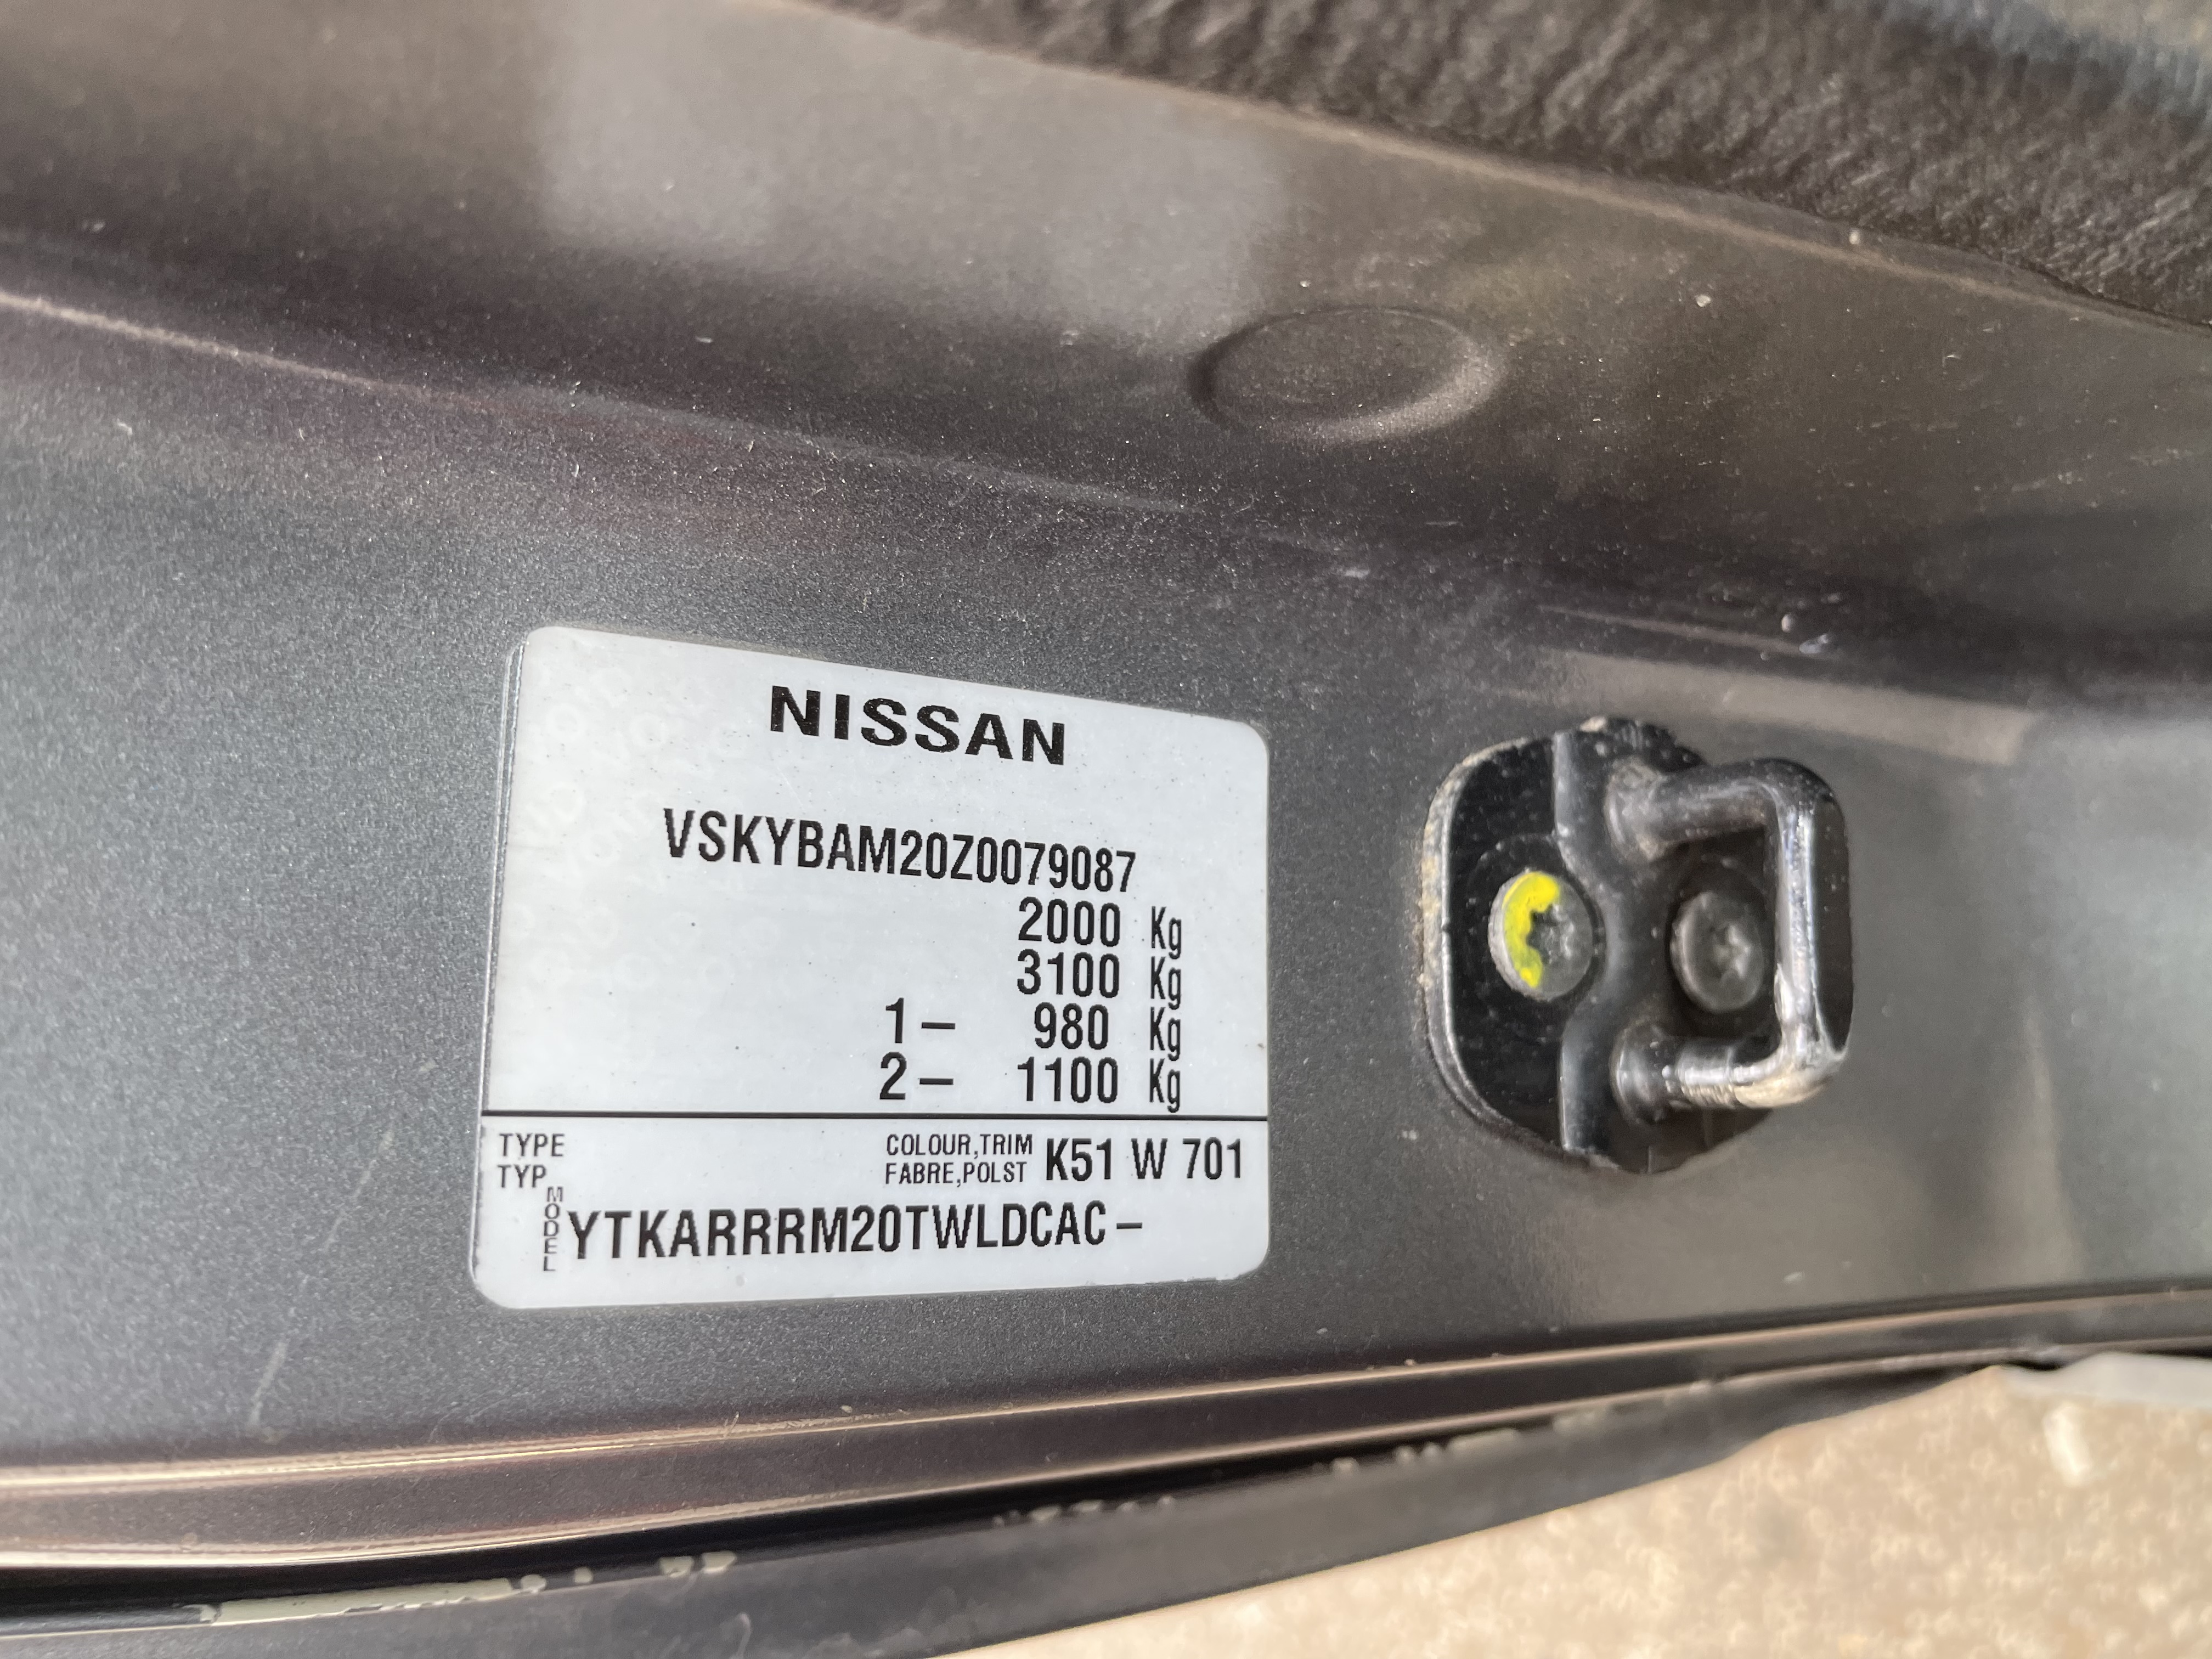 NISSAN
VSKYBAM20Z0079087
2000 Kg
3100 Kg
1– 980 Kg
2– 1100 Kg
TYPE
TYP
COLOUR,TRIM
FABRE,POLST
K51 W 701
MODEL
YTKARRRM20TWLDCAC–